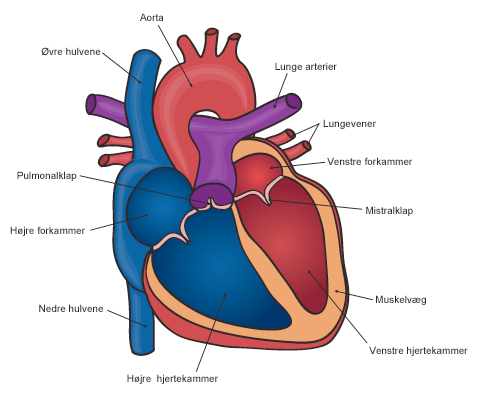 Aorta
Øvre hulvene
Lunge arterier
Lungevener
Venstre forkammer
Pulmonalklap
Mistralklap
Højre forkammer
Muskelvæg
Nedre hulvene
Venstre hjertekammer
Højre hjertekammer